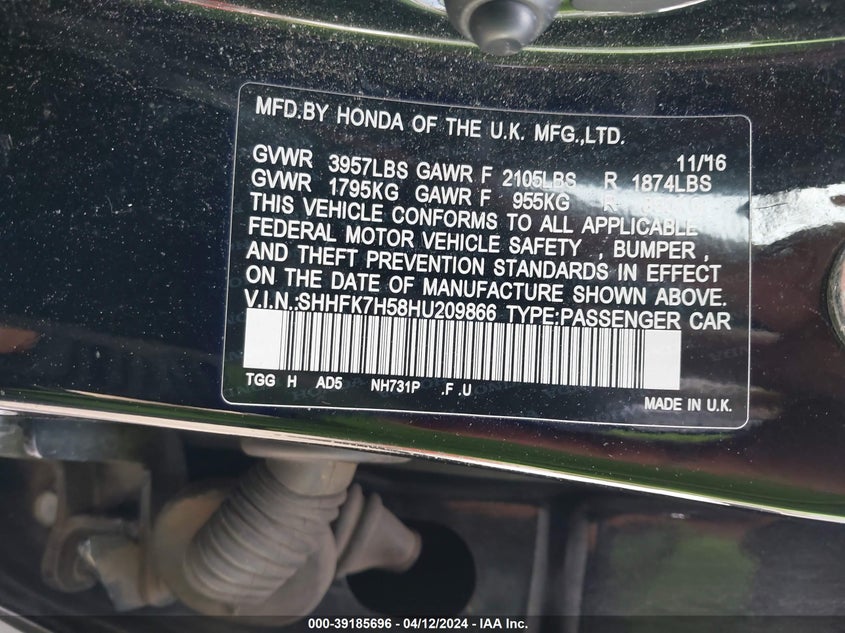 MFD.BY HONDA OF THE U.K. MFG.,LTD.
11/16
GVWR 3957LBS GAWR F 2105LBS R 1874LBS
GVWR 1795KG GAWR F 955KG R
THIS VEHICLE CONFORMS TO ALL APPLICABLE
FEDERAL MOTOR VEHICLE SAFETY , BUMPER ,
AND THEFT PREVENTION STANDARDS IN EFFECT
ON THE DATE OF MANUFACTURE SHOWN ABOVE.
V.I.N.:SHHFK7H58HU209866 TYPE:PASSENGER CAR
TGG H AD5 NH731P .F .U
MADE IN U.K.
000-39185696 - 04/12/2024 - IAA Inc.